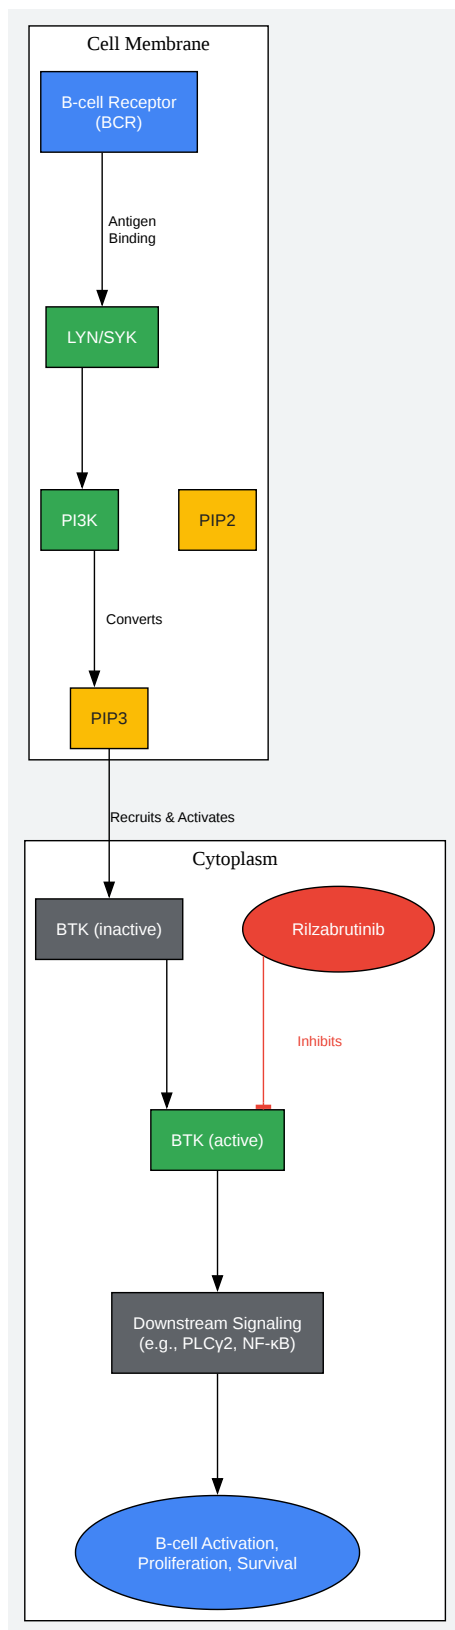 Cell Membrane
B-cell Receptor
(BCR)
Antigen
Binding
LYN/SYK
PI3K
PIP2
Converts
PIP3
Recruits & Activates
Cytoplasm
BTK (inactive)
Rilzabrutinib
Inhibits
BTK (active)
Downstream Signaling
(e.g., PLCγ2, NF-κB)
B-cell Activation,
Proliferation, Survival